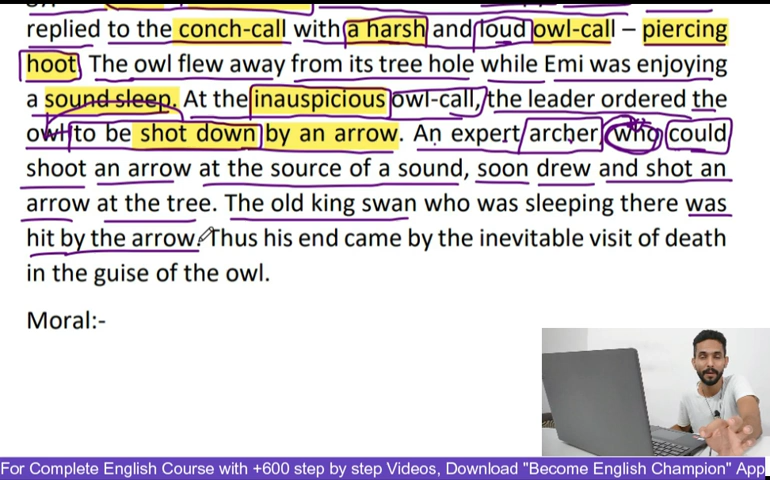 replied to the conch-call with a harsh and loud owl-call – piercing
hoot. The owl flew away from its tree hole while Emi was enjoying
a sound sleep. At the inauspicious owl-call, the leader ordered the
owl to be shot down by an arrow. An expert archer, who could
shoot an arrow at the source of a sound, soon drew and shot an
arrow at the tree. The old king swan who was sleeping there was
hit by the arrow. Thus his end came by the inevitable visit of death
in the guise of the owl.
Moral:-
For Complete English Course with +600 step by step Videos, Download "Become English Champion" App